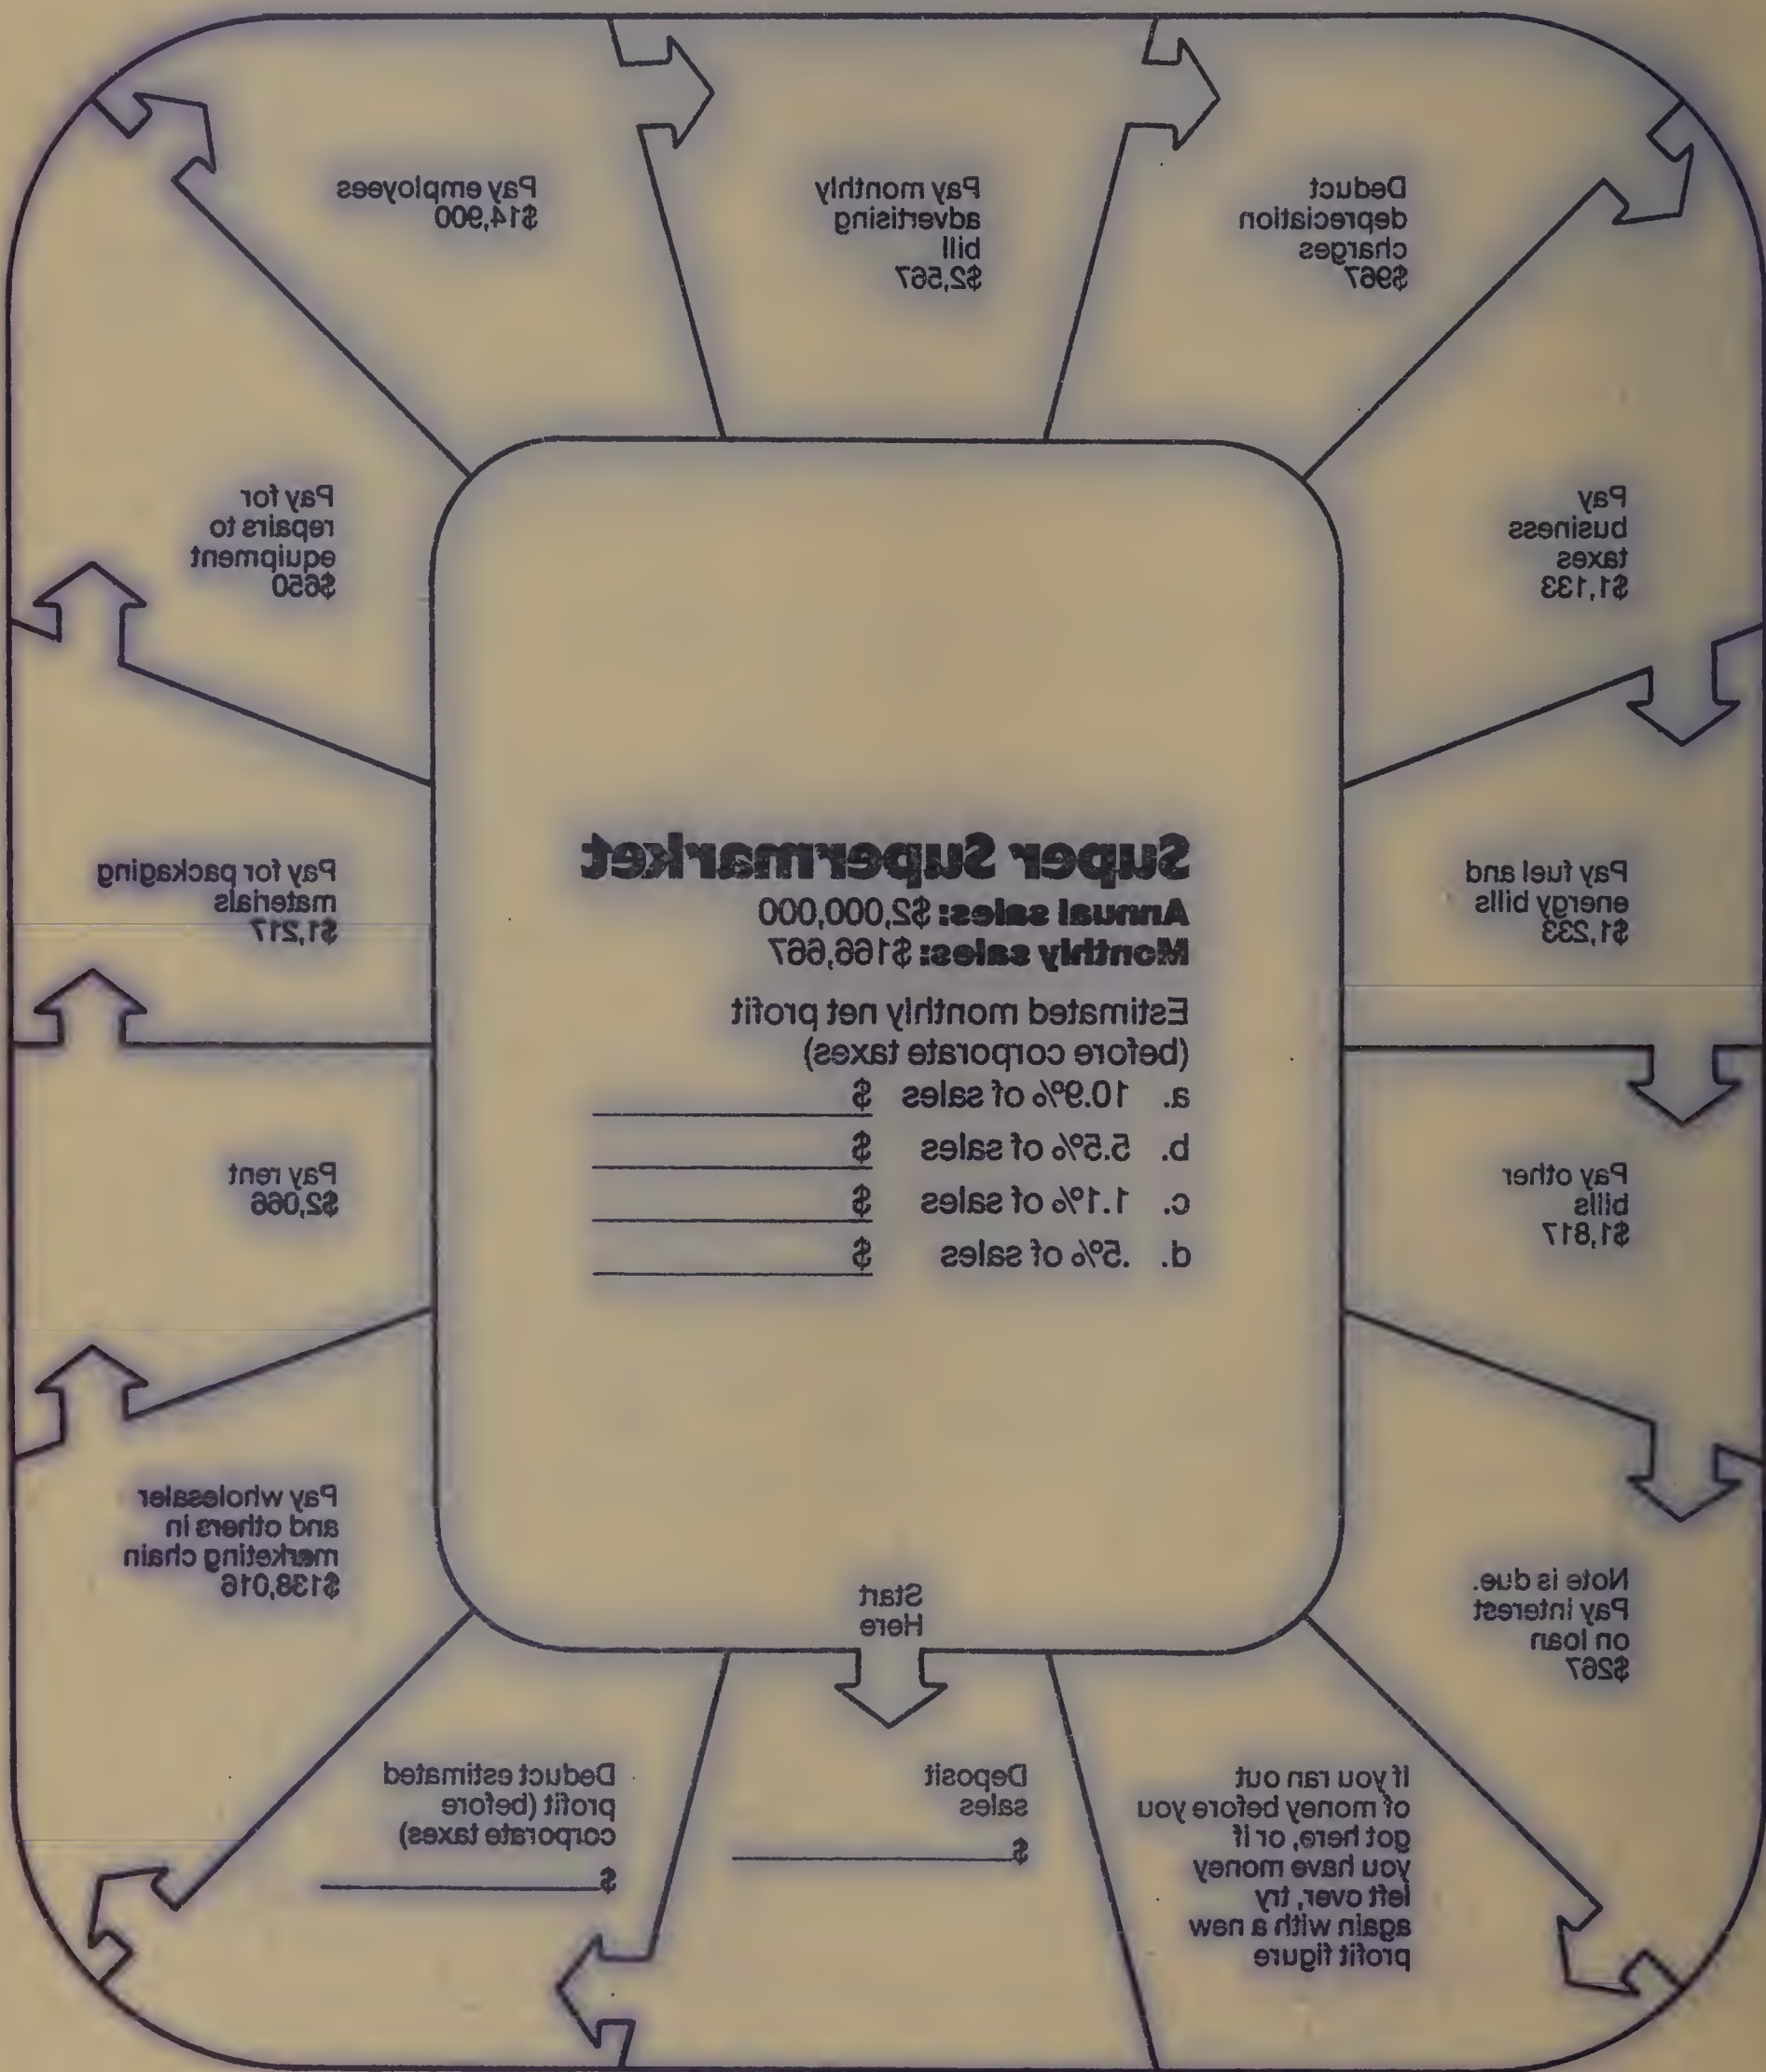 Super Supermarket
Annual sales: $2,000,000
Monthly sales: $166,667
Estimated monthly net profit
(before corporate taxes)
a. 10.9% of sales $
b. 5.5% of sales $
c. 1.1% of sales $
d. .5% of sales $
Start
Here
Deposit
sales
$
Deduct estimated
profit (before
corporate taxes)
$
Pay wholesaler
and others in
merketing chain
$138,016
Pay rent
$2,066
Pay for packaging
materials
$1,217
Pay for
repairs to
equipment
$650
Pay employees
$14,900
Pay monthly
advertising
bill
$2,567
Deduct
depreciation
charges
$967
Pay
business
taxes
$1,133
Pay fuel and
energy bills
$1,233
Pay other
bills
$1,817
Note is due.
Pay interest
on loan
$267
If you ran out
of money before you
got here, or if
you have money
left over, try
again with a new
profit figure